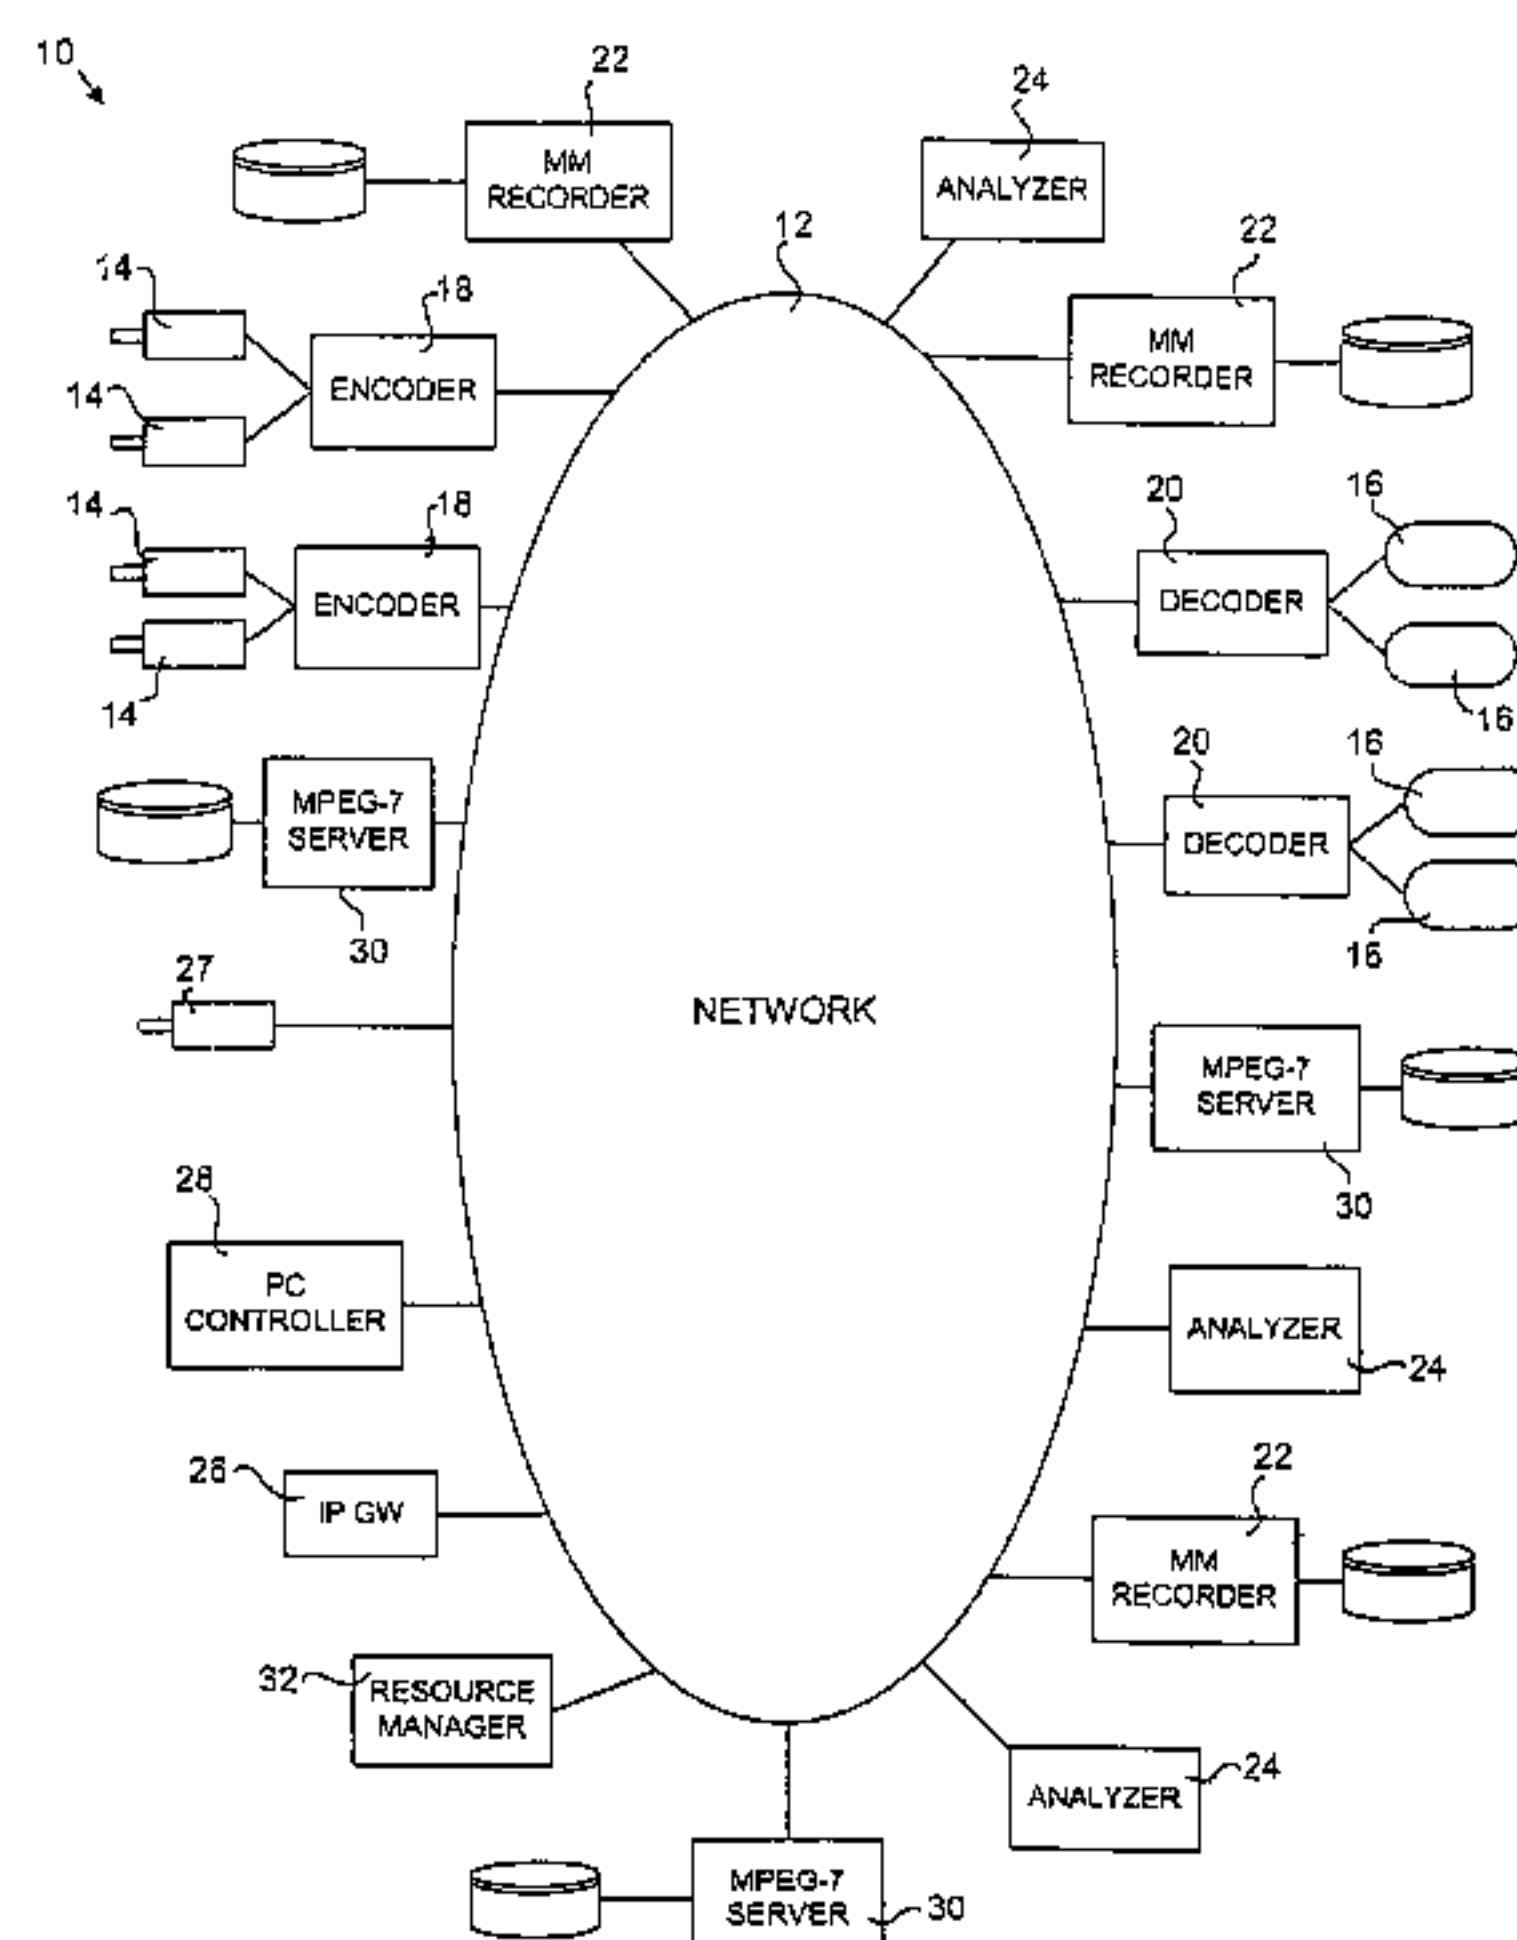 10
22
24
MM
RECORDER
ANALYZER
12
22
14
18
MM
RECORDER
ENCODER
14
14
18
20
16
ENCODER
DECODER
14
16
20
16
MPEG-7
SERVER
DECODER
30
16
27
NETWORK
MPEG-7
SERVER
28
30
PC
CONTROLLER
ANALYZER
24
22
26
IP GW
MM
RECORDER
32
RESOURCE
MANAGER
24
ANALYZER
MPEG-7
SERVER
30